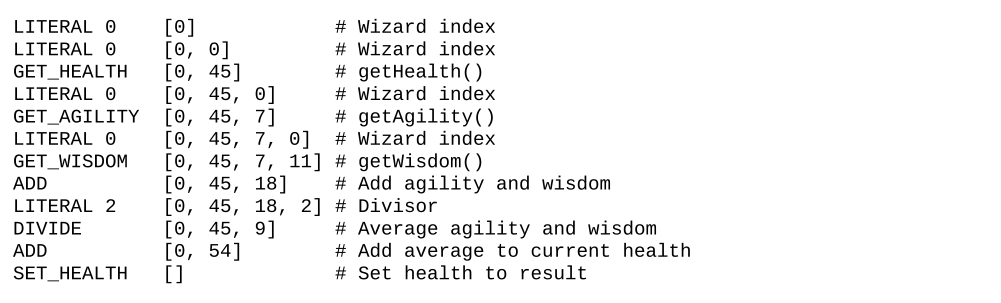 LITERAL 0    [0]            # Wizard index
LITERAL 0    [0, 0]         # Wizard index
GET_HEALTH   [0, 45]        # getHealth()
LITERAL 0    [0, 45, 0]     # Wizard index
GET_AGILITY  [0, 45, 7]     # getAgility()
LITERAL 0    [0, 45, 7, 0]  # Wizard index
GET_WISDOM   [0, 45, 7, 11] # getWisdom()
ADD          [0, 45, 18]    # Add agility and wisdom
LITERAL 2    [0, 45, 18, 2] # Divisor
DIVIDE       [0, 45, 9]     # Average agility and wisdom
ADD          [0, 54]        # Add average to current health
SET_HEALTH   []             # Set health to result